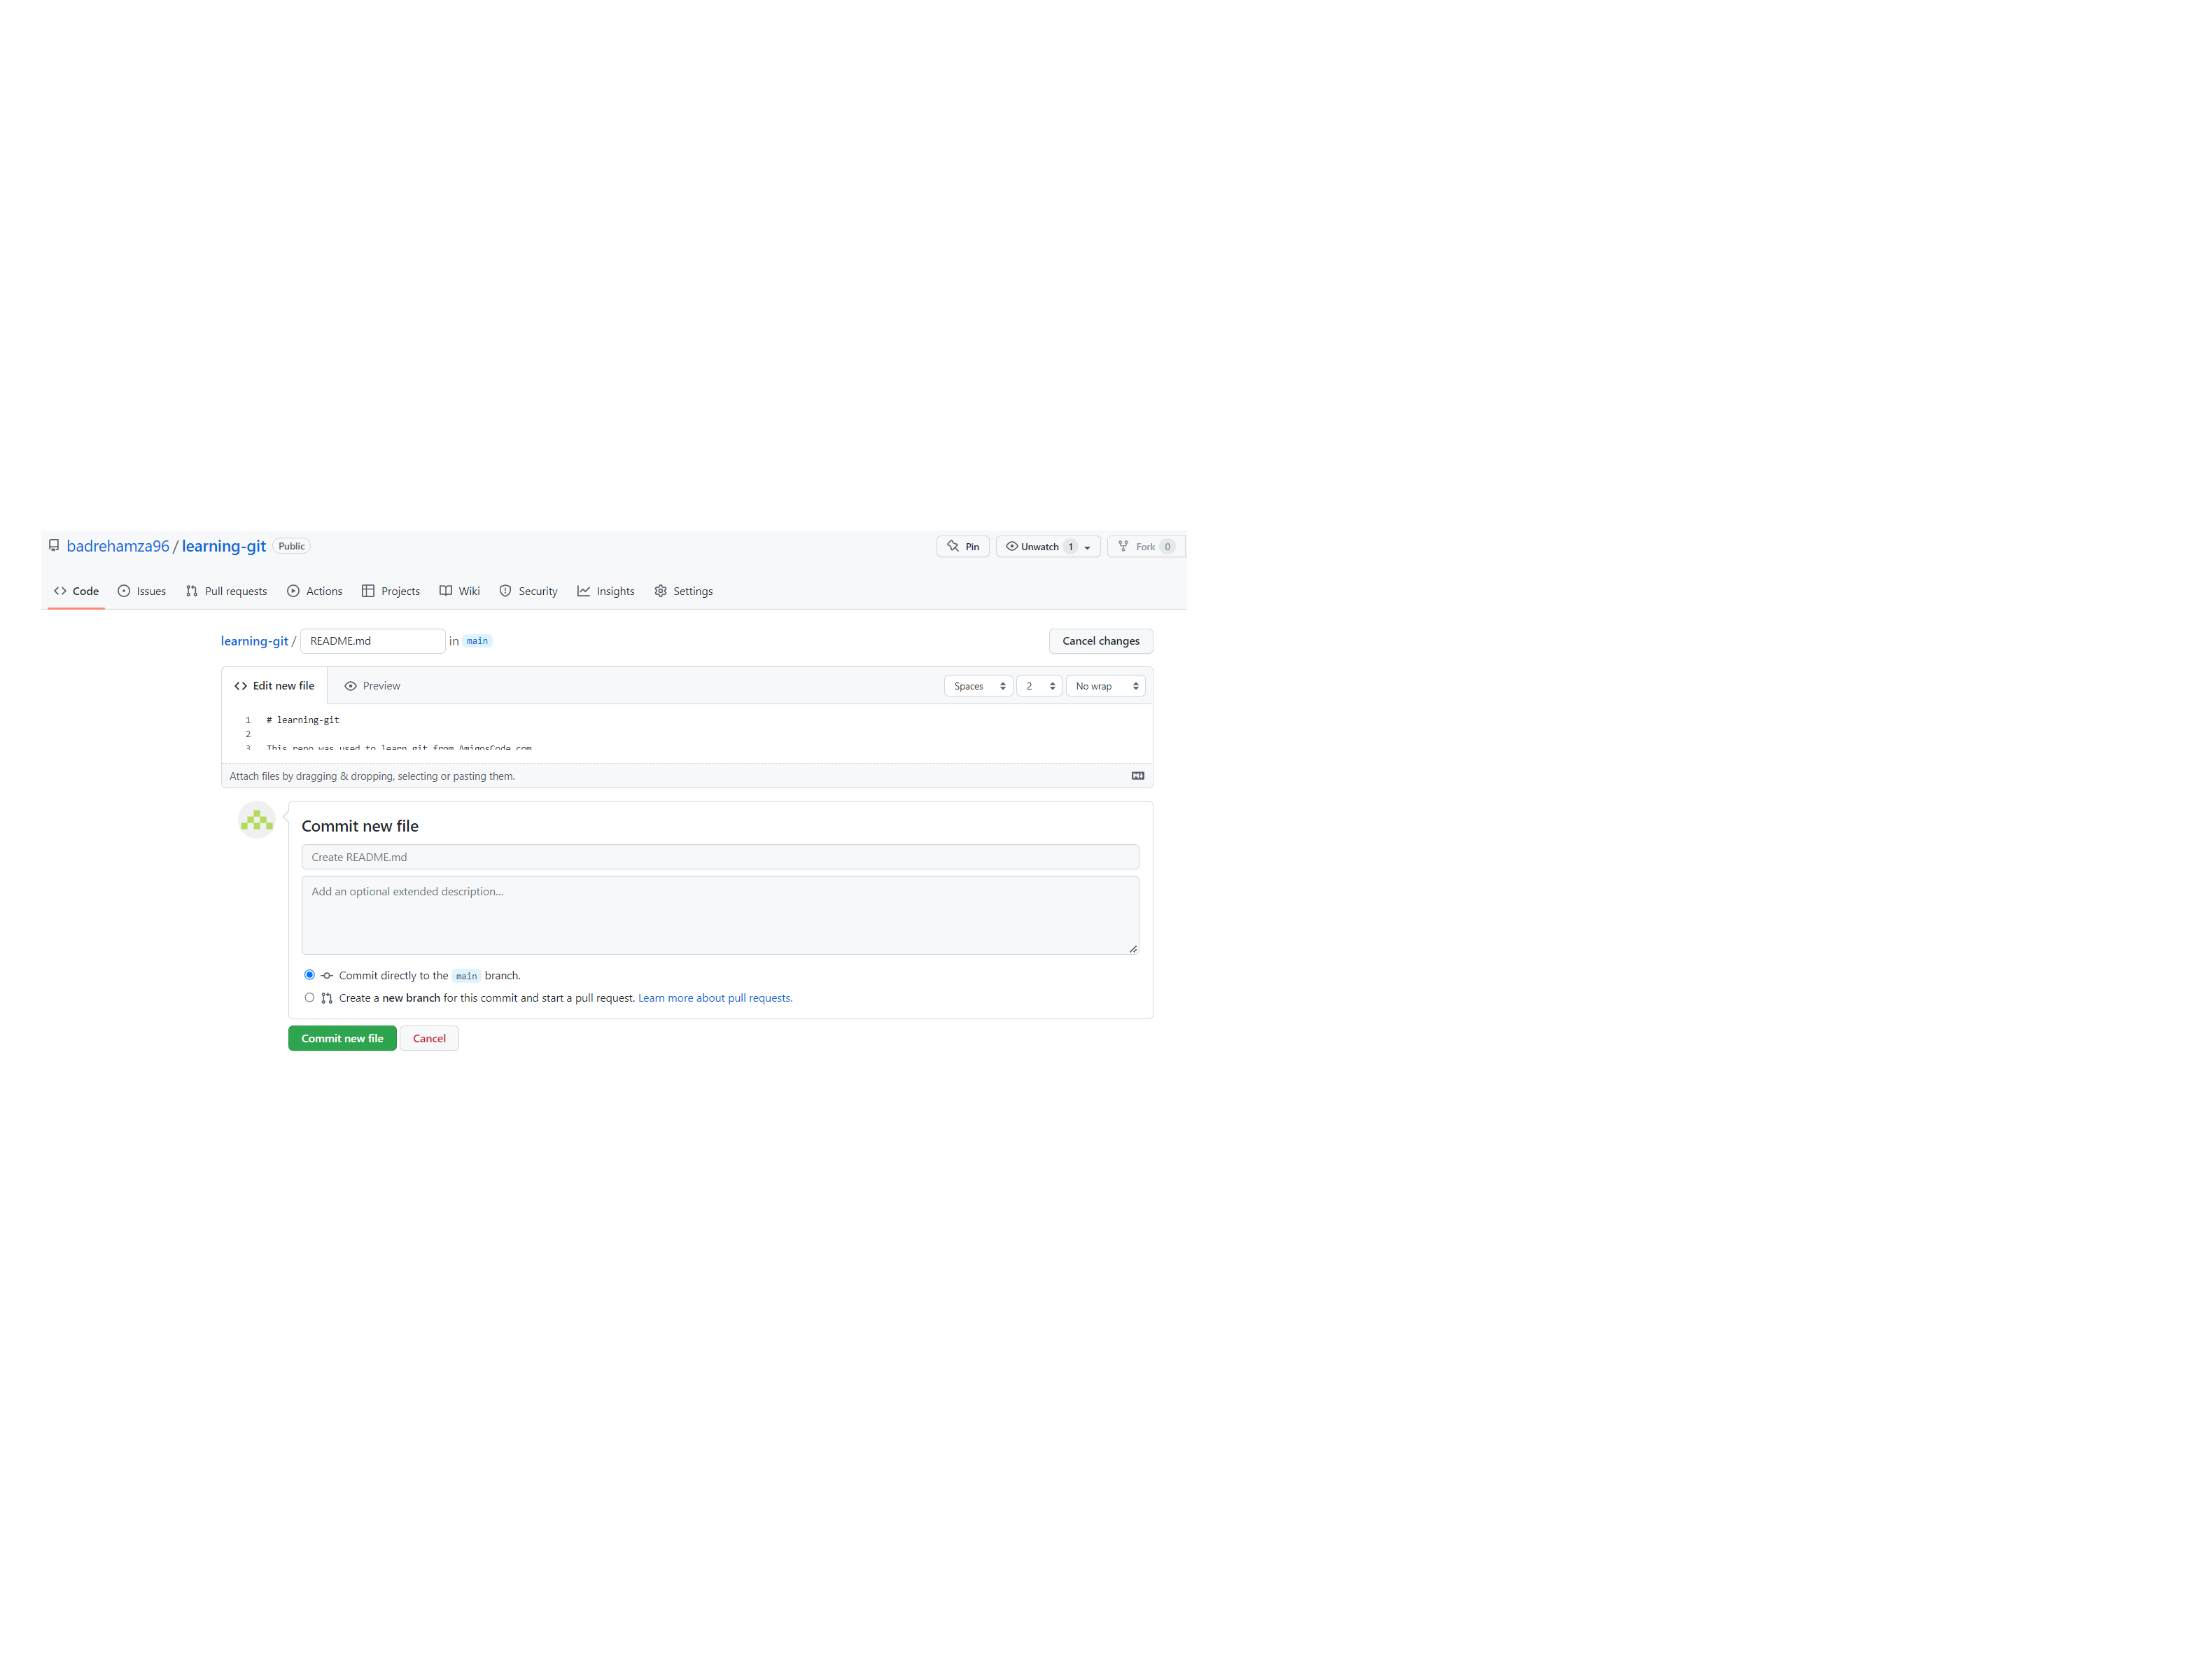 badrehamza96 / learning-git Public Pin Unwatch 1 Fork 0
Code Issues Pull requests Actions Projects Wiki Security Insights Settings
learning-git / README.md in main Cancel changes
Edit new file Preview Spaces 2 No wrap
1 # learning-git
2
3 This repo was used to learn git from AmigosCode.com
Attach files by dragging & dropping, selecting or pasting them.
Commit new file
Create README.md
Add an optional extended description...
Commit directly to the main branch.
Create a new branch for this commit and start a pull request. Learn more about pull requests.
Commit new file Cancel